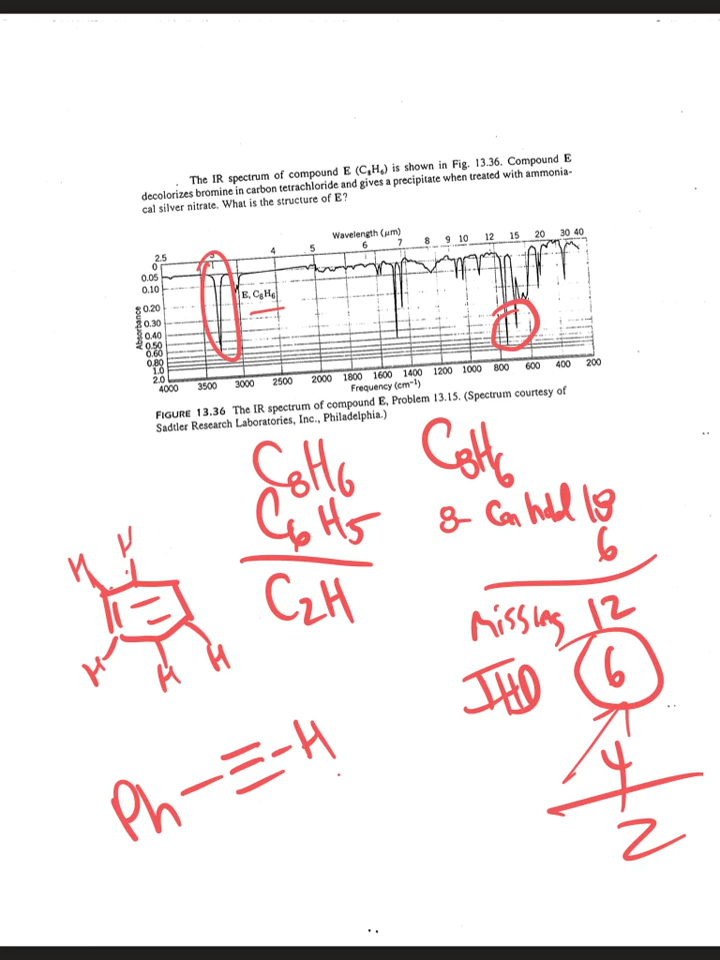 The IR spectrum of compound E (C₈H₆) is shown in Fig. 13.36. Compound E
decolorizes bromine in carbon tetrachloride and gives a precipitate when treated with ammonia-
cal silver nitrate. What is the structure of E?
Wavelength (μm)
2.5 3 4 5 6 7 8 9 10 12 15 20 30 40
Absorbance
0
0.05
0.10
0.20
0.30
0.40
0.50
0.60
0.80
1.0
2.0
E, C₈H₆
4000 3500 3000 2500 2000 1800 1600 1400 1200 1000 800 600 400 200
Frequency (cm⁻¹)
FIGURE 13.36 The IR spectrum of compound E, Problem 13.15. (Spectrum courtesy of
Sadtler Research Laboratories, Inc., Philadelphia.)
C₈H₆
C₆H₅
C₂H
C₈H₆
8 - Can hold 18
6
Missing 12
IHD 6
4
2
H H
H H H
Ph-≡-H